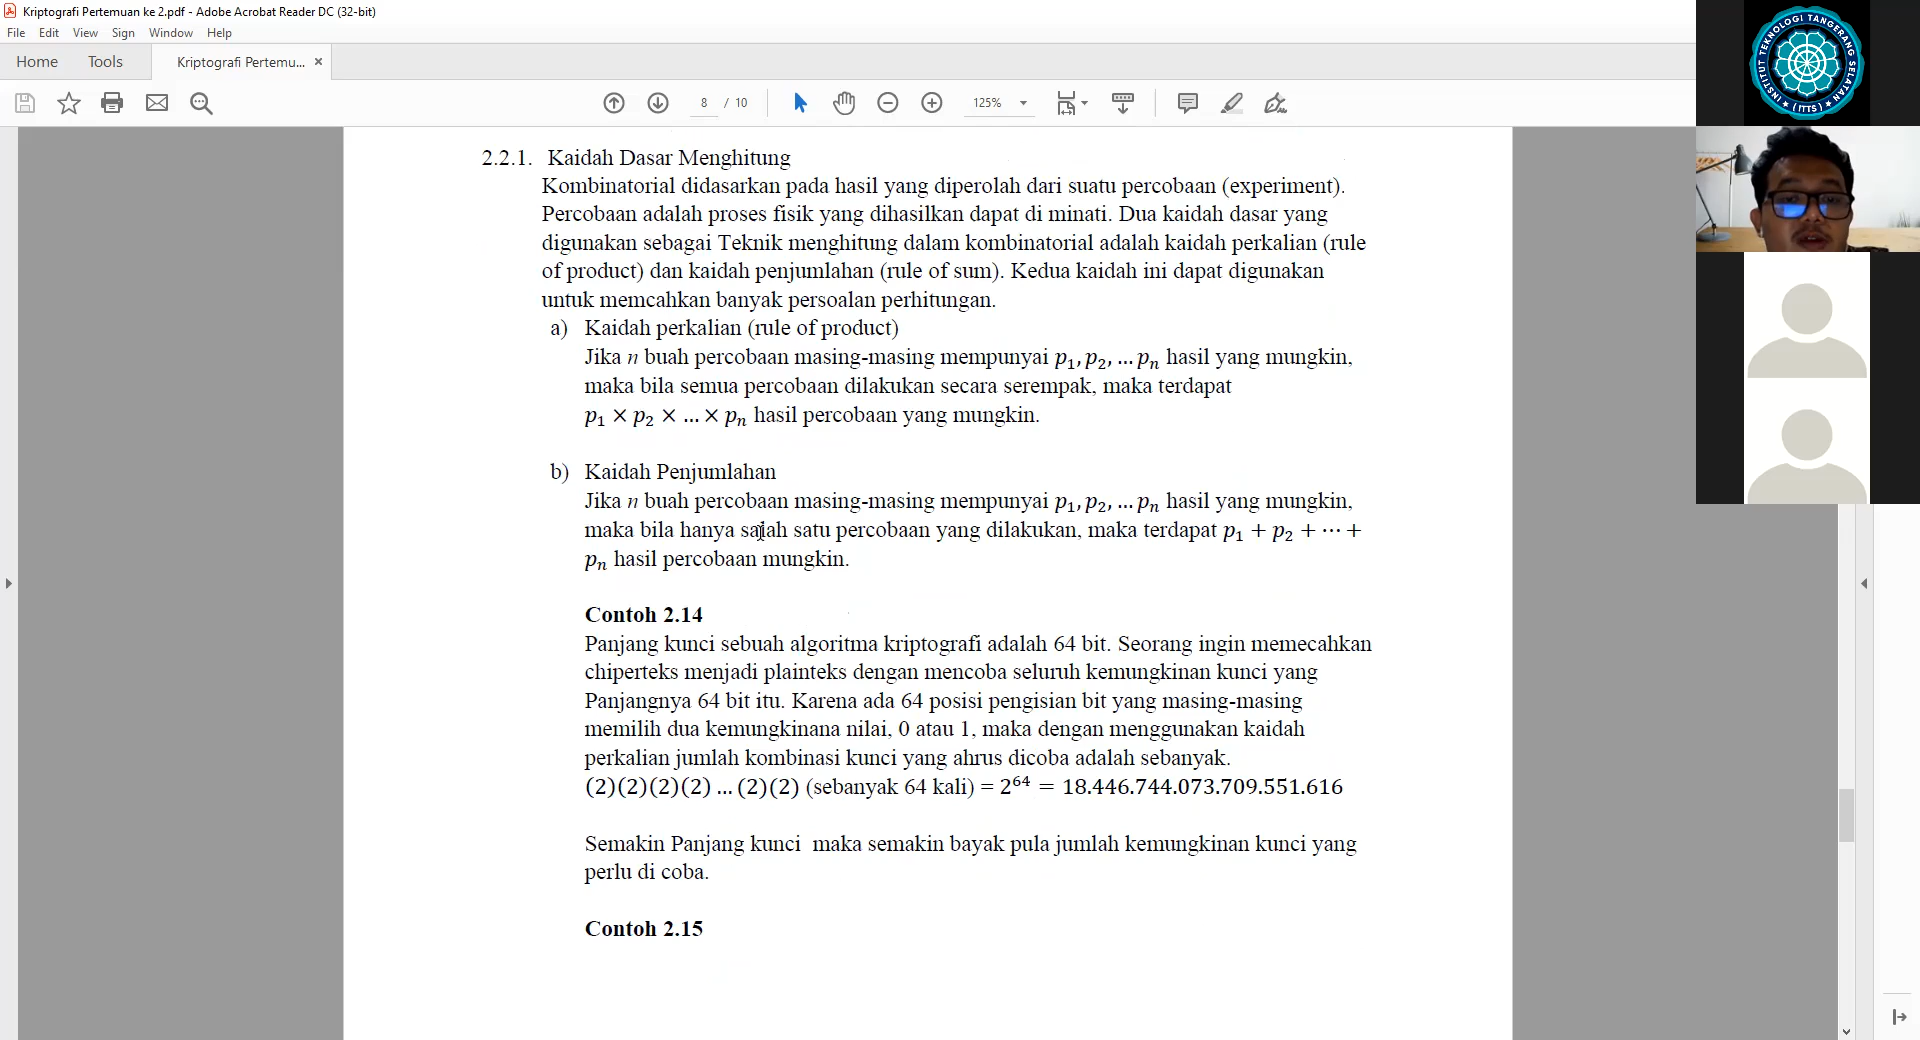 Kriptografi Pertemuan ke 2.pdf - Adobe Acrobat Reader DC (32-bit)
File Edit View Sign Window Help
Home Tools Kriptografi Pertemu... ×
8 / 10 125%
2.2.1. Kaidah Dasar Menghitung
Kombinatorial didasarkan pada hasil yang diperolah dari suatu percobaan (experiment).
Percobaan adalah proses fisik yang dihasilkan dapat di minati. Dua kaidah dasar yang
digunakan sebagai Teknik menghitung dalam kombinatorial adalah kaidah perkalian (rule
of product) dan kaidah penjumlahan (rule of sum). Kedua kaidah ini dapat digunakan
untuk memcahkan banyak persoalan perhitungan.
a) Kaidah perkalian (rule of product)
Jika n buah percobaan masing-masing mempunyai p₁, p₂, … pₙ hasil yang mungkin,
maka bila semua percobaan dilakukan secara serempak, maka terdapat
p₁ × p₂ × … × pₙ hasil percobaan yang mungkin.
b) Kaidah Penjumlahan
Jika n buah percobaan masing-masing mempunyai p₁, p₂, … pₙ hasil yang mungkin,
maka bila hanya salah satu percobaan yang dilakukan, maka terdapat p₁ + p₂ + ⋯ +
pₙ hasil percobaan mungkin.
Contoh 2.14
Panjang kunci sebuah algoritma kriptografi adalah 64 bit. Seorang ingin memecahkan
chiperteks menjadi plainteks dengan mencoba seluruh kemungkinan kunci yang
Panjangnya 64 bit itu. Karena ada 64 posisi pengisian bit yang masing-masing
memilih dua kemungkinana nilai, 0 atau 1, maka dengan menggunakan kaidah
perkalian jumlah kombinasi kunci yang ahrus dicoba adalah sebanyak.
(2)(2)(2)(2) … (2)(2) (sebanyak 64 kali) = 2⁶⁴ = 18.446.744.073.709.551.616
Semakin Panjang kunci maka semakin bayak pula jumlah kemungkinan kunci yang
perlu di coba.
Contoh 2.15
INSTITUT TEKNOLOGI TANGERANG SELATAN
(ITTS)